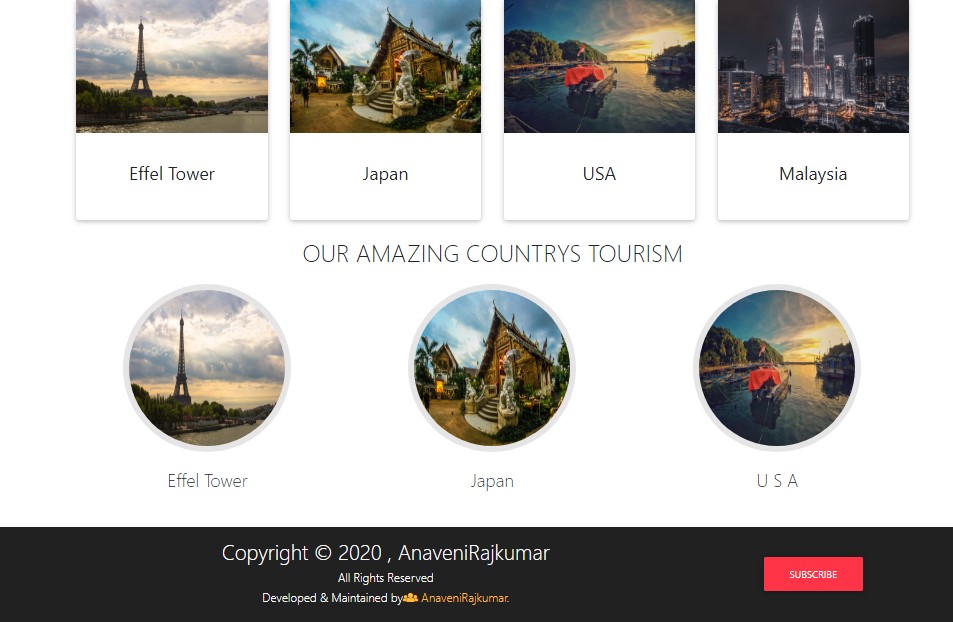 Effel Tower
Japan
USA
Malaysia
OUR AMAZING COUNTRYS TOURISM
Effel Tower
Japan
U S A
Copyright © 2020 , AnaveniRajkumar
All Rights Reserved
Developed & Maintained by AnaveniRajkumar.
SUBSCRIBE